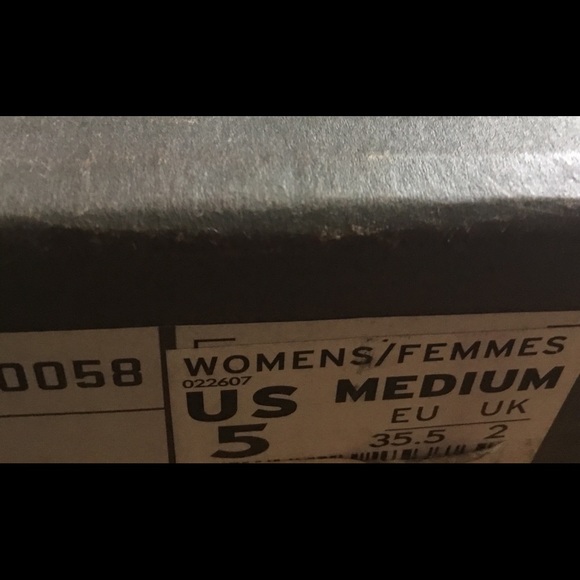 0058
WOMENS/FEMMES
022607
US MEDIUM
EU UK
5 35.5 2